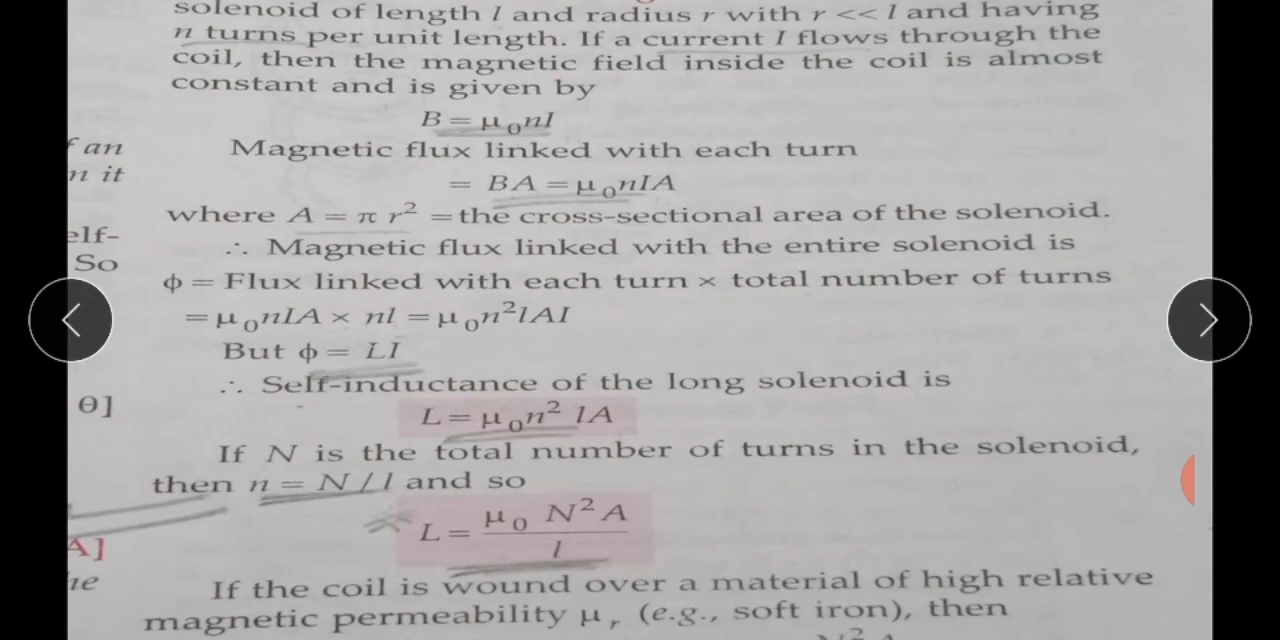 solenoid of length l and radius r with r << l and having
n turns per unit length. If a current I flows through the
coil, then the magnetic field inside the coil is almost
constant and is given by
B = μ₀nI
Magnetic flux linked with each turn
= BA = μ₀nIA
where A = π r² = the cross-sectional area of the solenoid.
∴ Magnetic flux linked with the entire solenoid is
ϕ = Flux linked with each turn × total number of turns
= μ₀nIA × nl = μ₀n²lAI
But ϕ = LI
∴ Self-inductance of the long solenoid is
L = μ₀n² lA
If N is the total number of turns in the solenoid,
then n = N / l and so
L = μ₀ N² A / l
If the coil is wound over a material of high relative
magnetic permeability μᵣ (e.g., soft iron), then
an
n it
elf-
So
θ]
A]